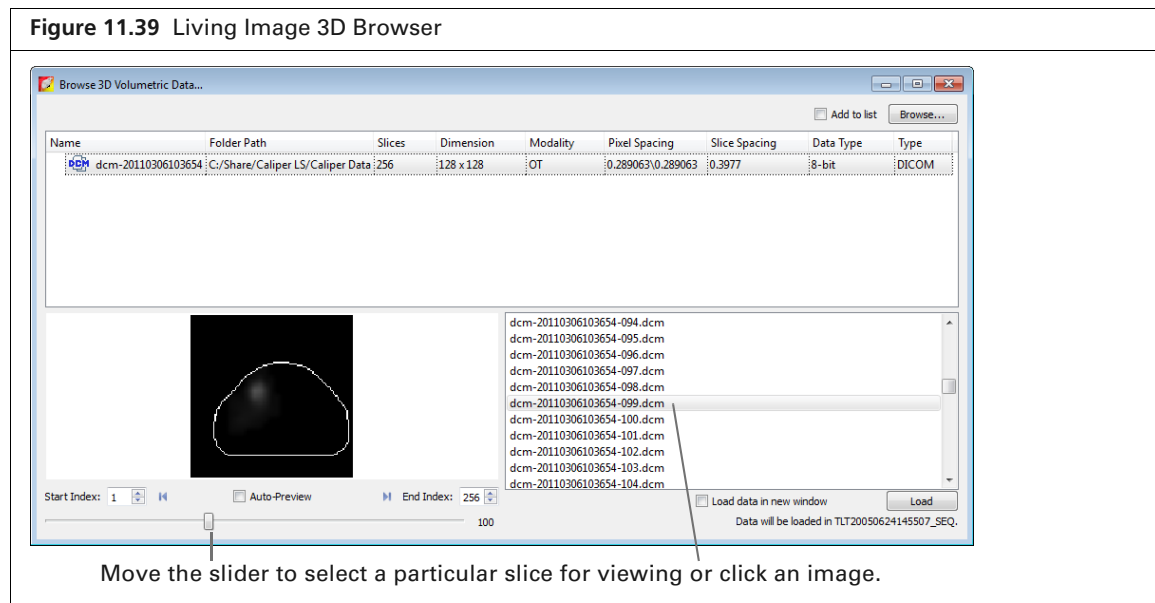 Figure 11.39 Living Image 3D Browser
Browse 3D Volumetric Data...
Add to list Browse...
Name Folder Path Slices Dimension Modality Pixel Spacing Slice Spacing Data Type Type
DCM dcm-20110306103654 C:/Share/Caliper LS/Caliper Data 256 128 x 128 OT 0.289063\0.289063 0.3977 8-bit DICOM
dcm-20110306103654-094.dcm
dcm-20110306103654-095.dcm
dcm-20110306103654-096.dcm
dcm-20110306103654-097.dcm
dcm-20110306103654-098.dcm
dcm-20110306103654-099.dcm
dcm-20110306103654-100.dcm
dcm-20110306103654-101.dcm
dcm-20110306103654-102.dcm
dcm-20110306103654-103.dcm
dcm-20110306103654-104.dcm
Start Index: 1 Auto-Preview End Index: 256
Load data in new window Load
100
Data will be loaded in TLT20050624145507_SEQ.
Move the slider to select a particular slice for viewing or click an image.